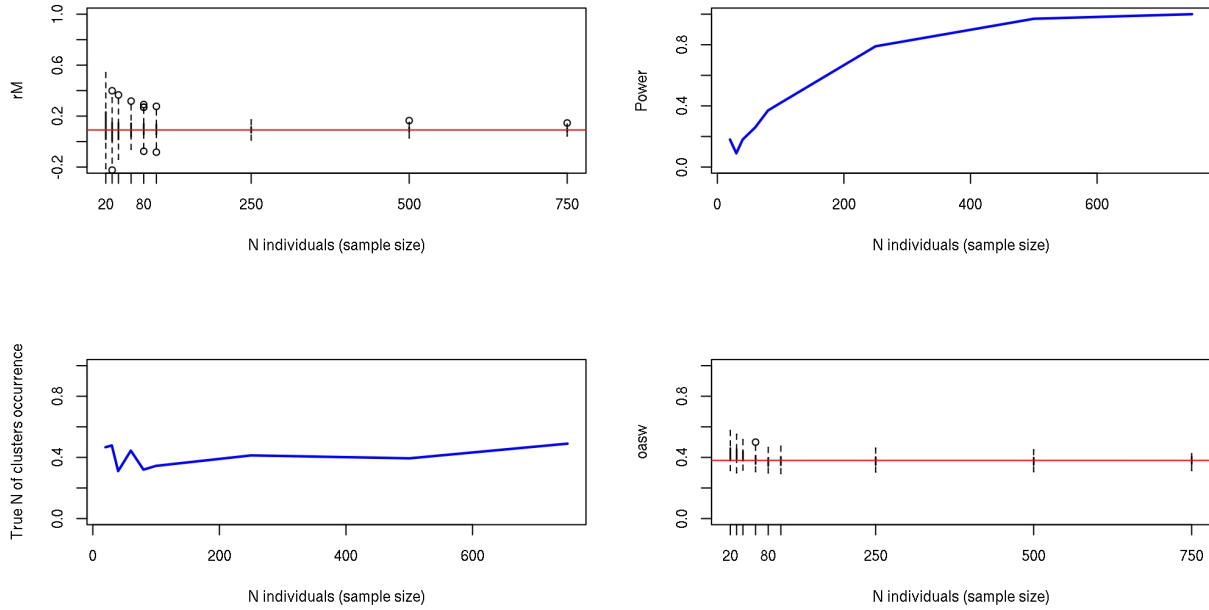 rM
1.0
0.6
0.2
-0.2
20 80 250 500 750
N individuals (sample size)
Power
0.8
0.4
0.0
0 200 400 600
N individuals (sample size)
True N of clusters occurrence
0.8
0.4
0.0
0 200 400 600
N individuals (sample size)
oasw
0.8
0.4
0.0
20 80 250 500 750
N individuals (sample size)